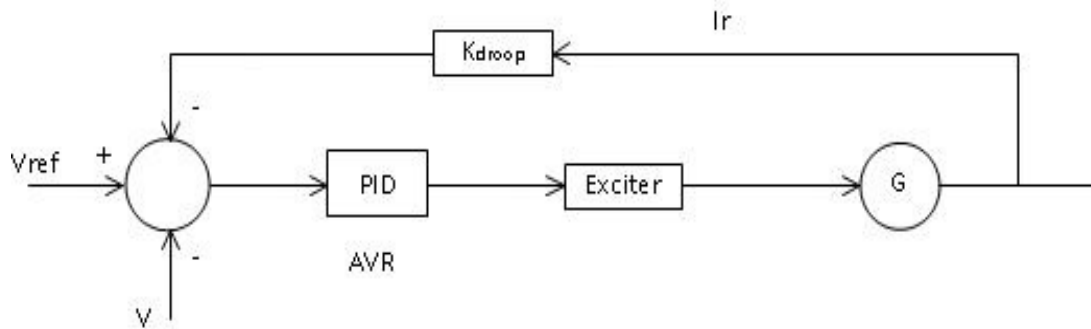 Ir
Kdroop
-
Vref
+
PID
Exciter
G
-
AVR
V